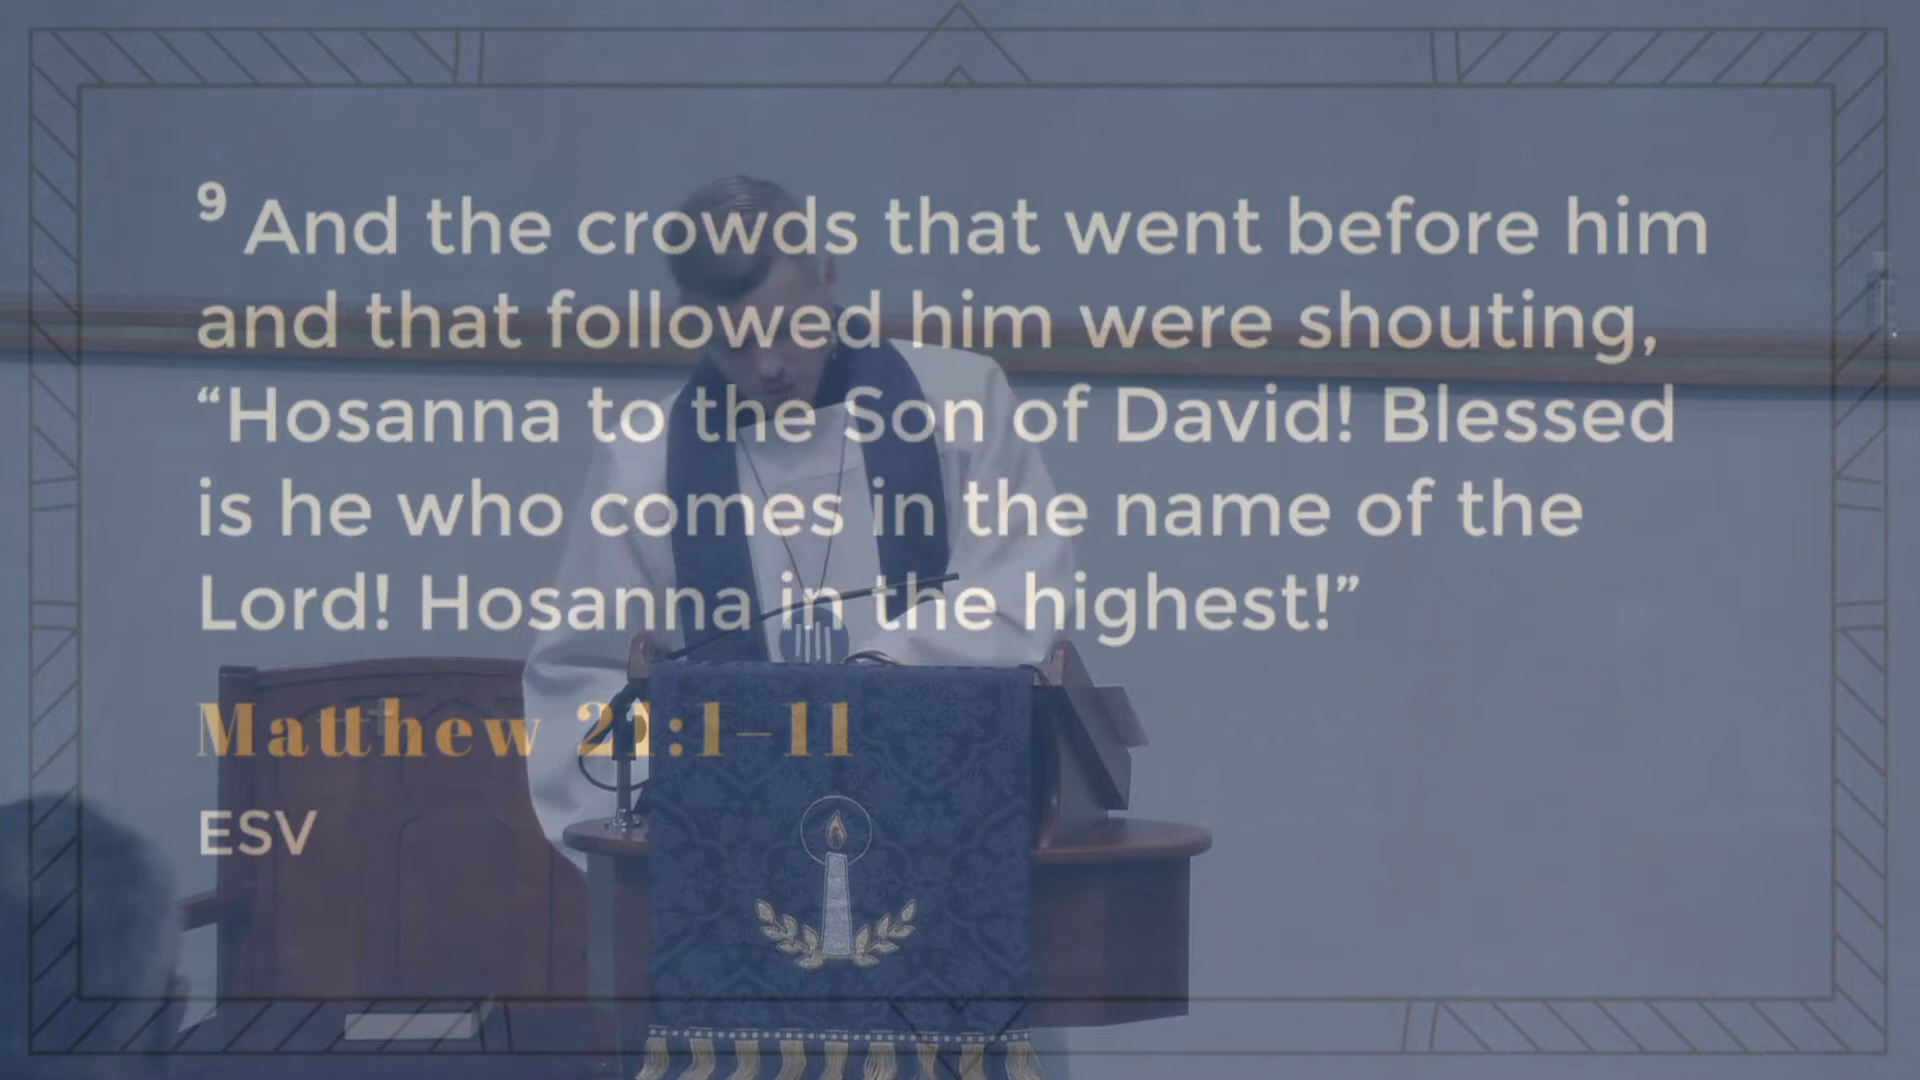 9 And the crowds that went before him
and that followed him were shouting,
“Hosanna to the Son of David! Blessed
is he who comes in the name of the
Lord! Hosanna in the highest!”
Matthew 21:1–11
ESV